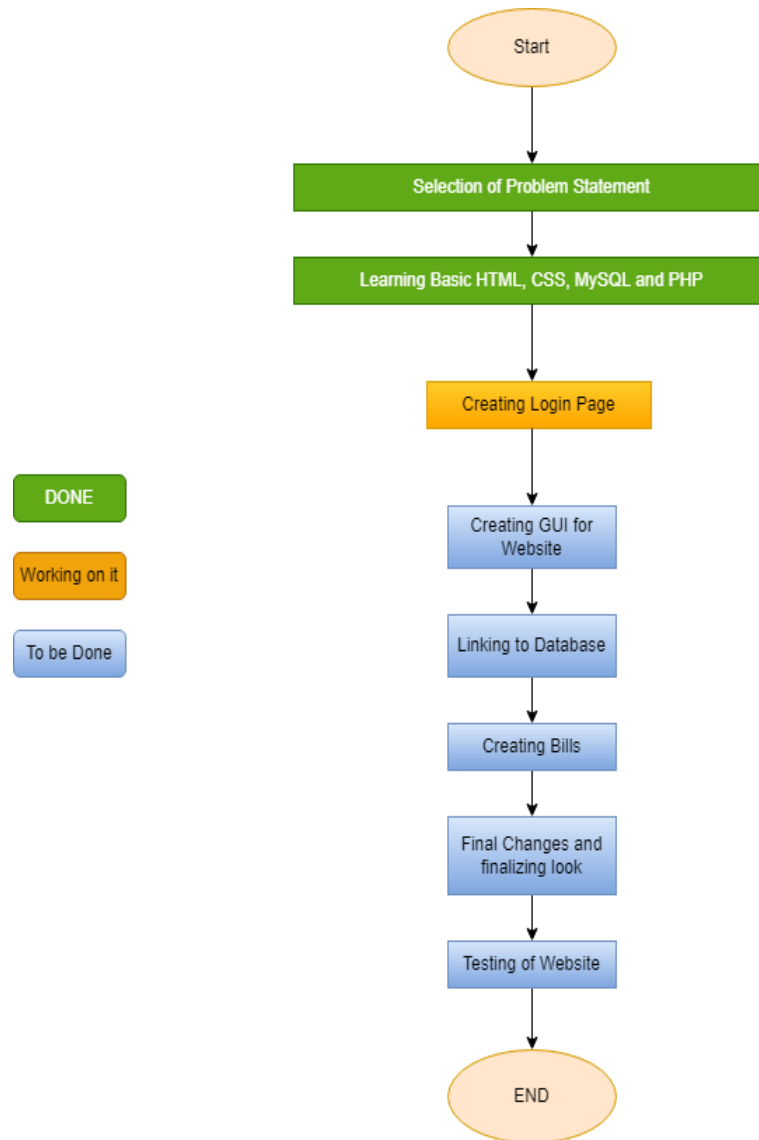 Start
Selection of Problem Statement
Learning Basic HTML, CSS, MySQL and PHP
Creating Login Page
DONE
Working on it
To be Done
Creating GUI for
Website
Linking to Database
Creating Bills
Final Changes and
finalizing look
Testing of Website
END